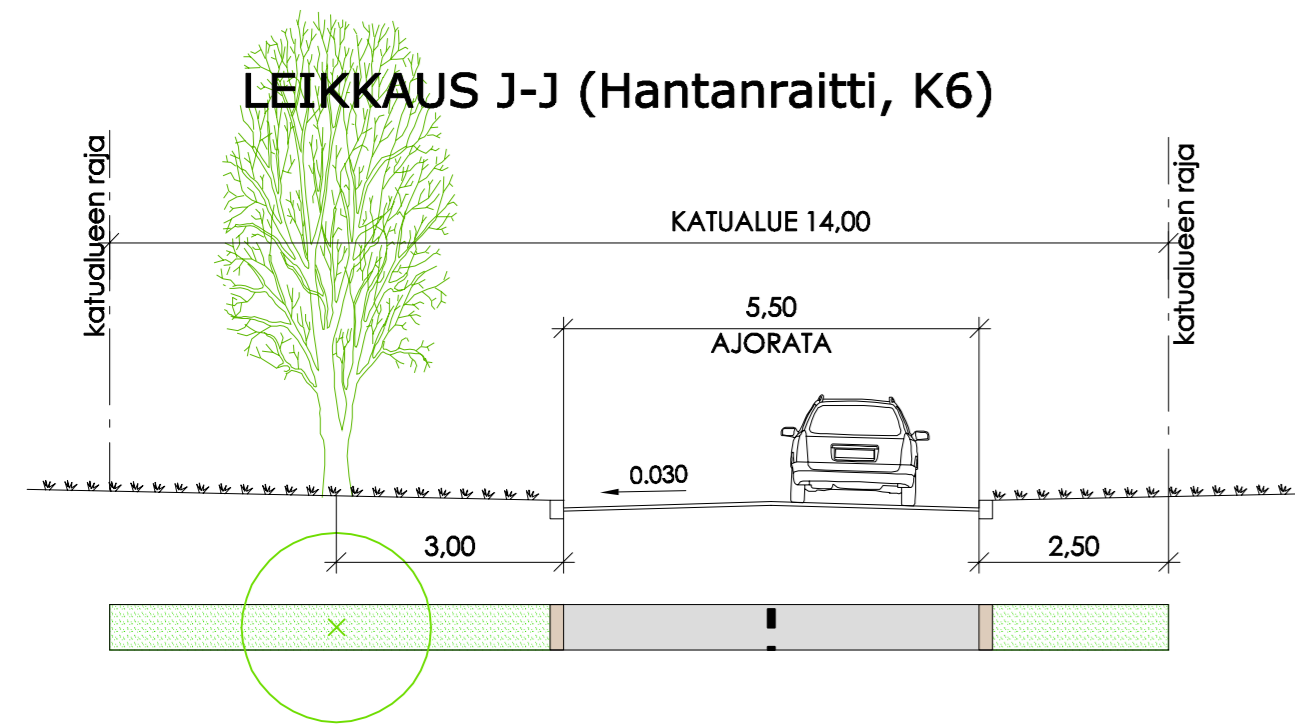 LEIKKAUS J-J (Hantanraitti, K6)
katualueen raja
katualueen raja
KATUALUE 14,00
5,50
AJORATA
0.030
3,00
2,50